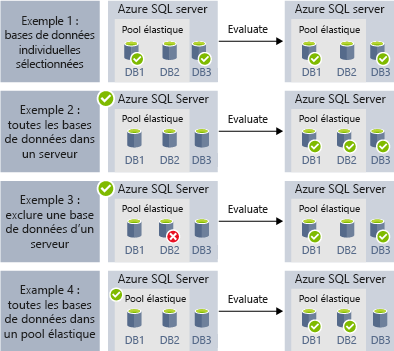 Exemple 1 :
bases de données
individuelles
sélectionnées
Azure SQL server
Pool élastique
DB1 DB2 DB3
Evaluate
Azure SQL Server
Pool élastique
DB1 DB2 DB3
Exemple 2 :
toutes les bases
de données dans
un serveur
Azure SQL Server
Pool élastique
DB1 DB2 DB3
Evaluate
Azure SQL Server
Pool élastique
DB1 DB2 DB3
Exemple 3 :
exclure une base
de données d'un
serveur
Azure SQL Server
Pool élastique
DB1 DB2 DB3
Evaluate
Azure SQL Server
Pool élastique
DB1 DB2 DB3
Exemple 4 :
toutes les bases
de données dans
un pool élastique
Azure SQL Server
Pool élastique
DB1 DB2 DB3
Evaluate
Azure SQL Server
Pool élastique
DB1 DB2 DB3